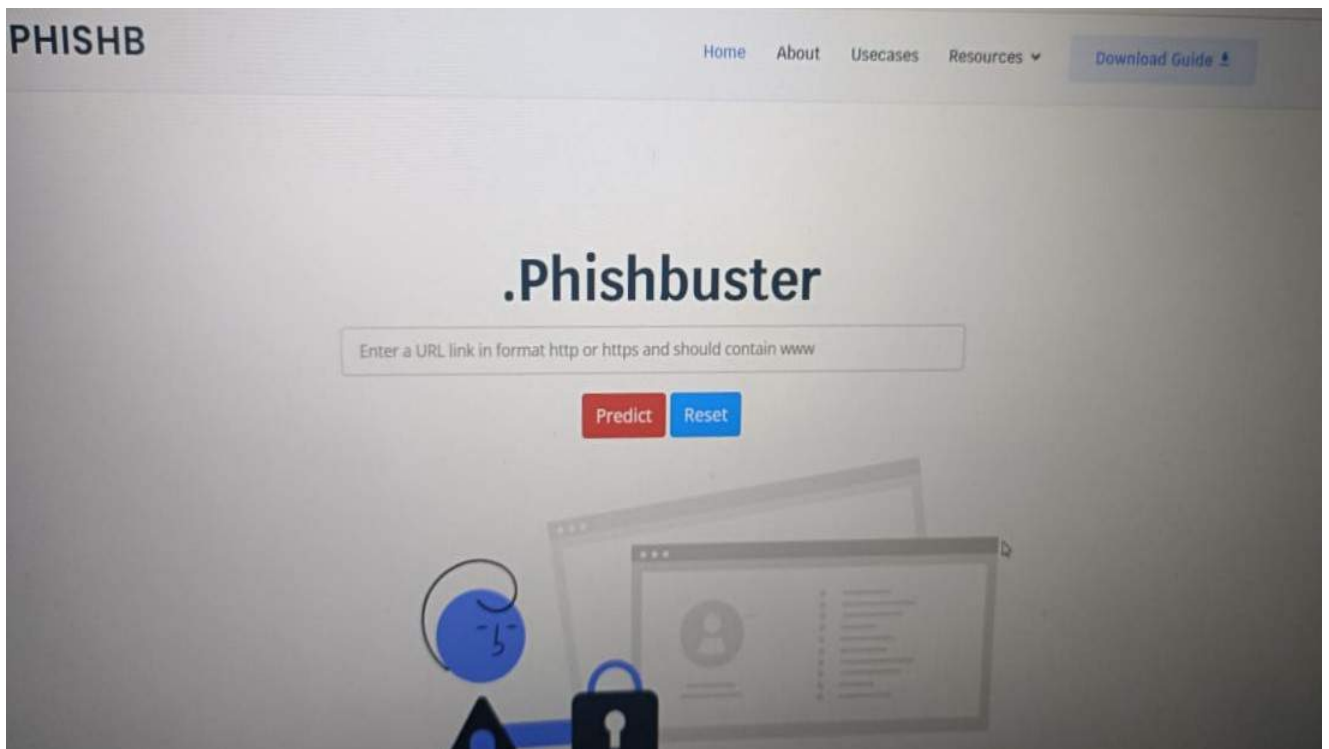 PHISHB
Home About Usecases Resources Download Guide
.Phishbuster
Enter a URL link in format http or https and should contain www
Predict Reset